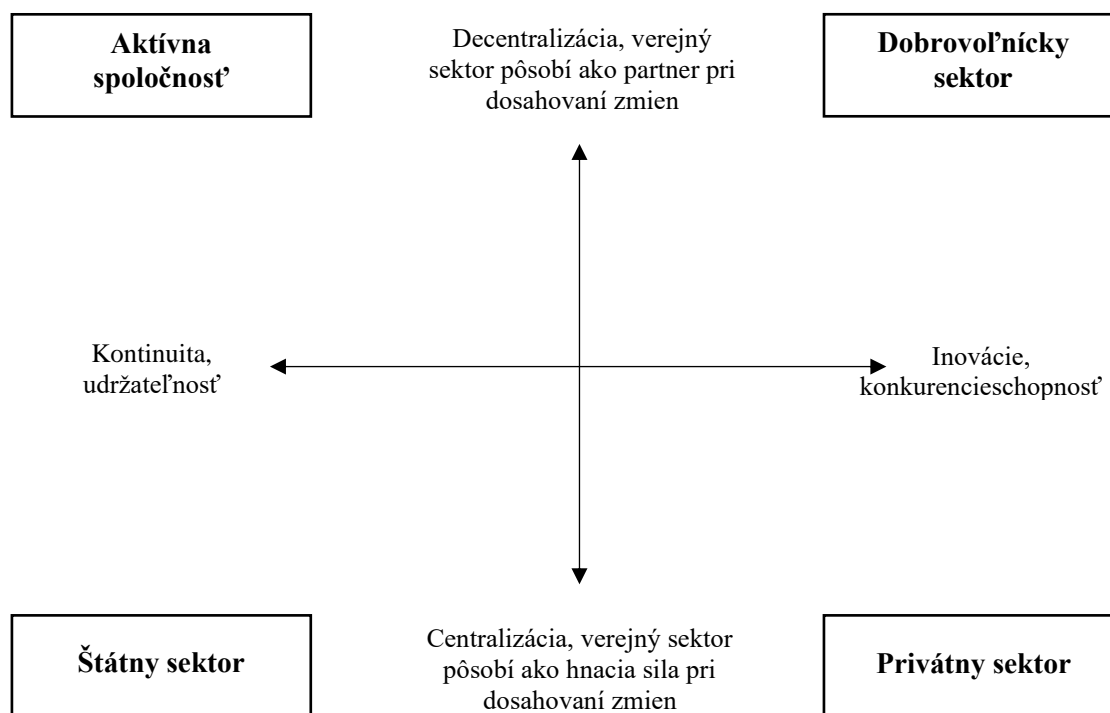 Aktívna
spoločnosť
Decentralizácia, verejný
sektor pôsobí ako partner pri
dosahovaní zmien
Dobrovoľnícky
sektor
Kontinuita,
udržateľnosť
Inovácie,
konkurencieschopnosť
Štátny sektor
Centralizácia, verejný sektor
pôsobí ako hnacia sila pri
dosahovaní zmien
Privátny sektor